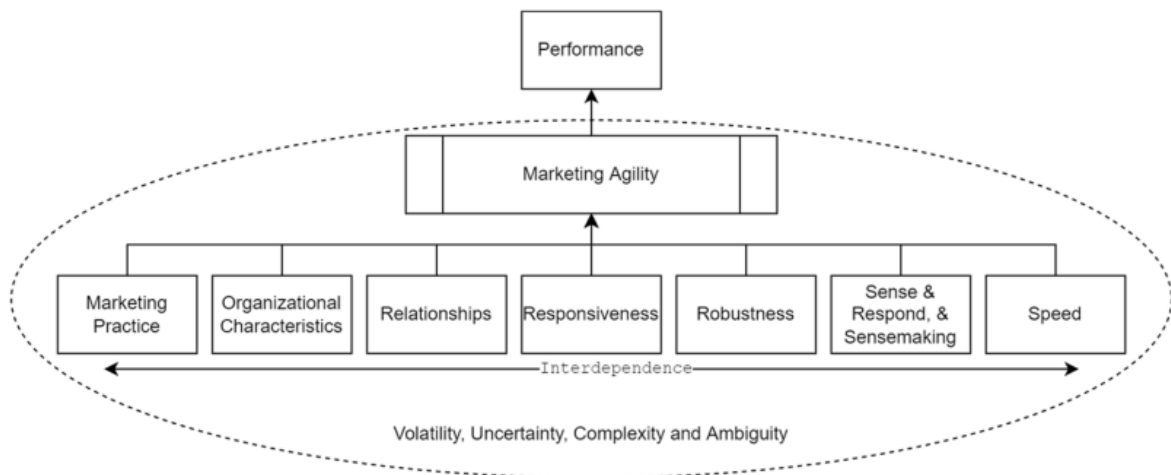 Performance
Marketing Agility
Marketing
Practice
Organizational
Characteristics
Relationships
Responsiveness
Robustness
Sense &
Respond, &
Sensemaking
Speed
Interdependence
Volatility, Uncertainty, Complexity and Ambiguity